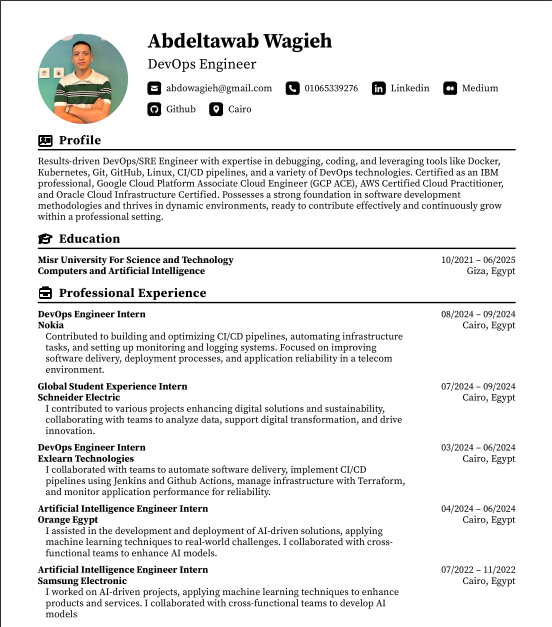 Abdeltawab Wagieh
DevOps Engineer
abdowagieh@gmail.com 01065339276 Linkedin Medium
Github Cairo
Profile
Results-driven DevOps/SRE Engineer with expertise in debugging, coding, and leveraging tools like Docker,
Kubernetes, Git, GitHub, Linux, CI/CD pipelines, and a variety of DevOps technologies. Certified as an IBM
professional, Google Cloud Platform Associate Cloud Engineer (GCP ACE), AWS Certified Cloud Practitioner,
and Oracle Cloud Infrastructure Certified. Possesses a strong foundation in software development
methodologies and thrives in dynamic environments, ready to contribute effectively and continuously grow
within a professional setting.
Education
Misr University For Science and Technology 10/2021 – 06/2025
Computers and Artificial Intelligence Giza, Egypt
Professional Experience
DevOps Engineer Intern 08/2024 – 09/2024
Nokia Cairo, Egypt
Contributed to building and optimizing CI/CD pipelines, automating infrastructure
tasks, and setting up monitoring and logging systems. Focused on improving
software delivery, deployment processes, and application reliability in a telecom
environment.
Global Student Experience Intern 07/2024 – 09/2024
Schneider Electric Cairo, Egypt
I contributed to various projects enhancing digital solutions and sustainability,
collaborating with teams to analyze data, support digital transformation, and drive
innovation.
DevOps Engineer Intern 03/2024 – 06/2024
Exlearn Technologies Cairo, Egypt
I collaborated with teams to automate software delivery, implement CI/CD
pipelines using Jenkins and Github Actions, manage infrastructure with Terraform,
and monitor application performance for reliability.
Artificial Intelligence Engineer Intern 04/2024 – 06/2024
Orange Egypt Cairo, Egypt
I assisted in the development and deployment of AI-driven solutions, applying
machine learning techniques to real-world challenges. I collaborated with cross-
functional teams to enhance AI models.
Artificial Intelligence Engineer Intern 07/2022 – 11/2022
Samsung Electronic Cairo, Egypt
I worked on AI-driven projects, applying machine learning techniques to enhance
products and services. I collaborated with cross-functional teams to develop AI
models